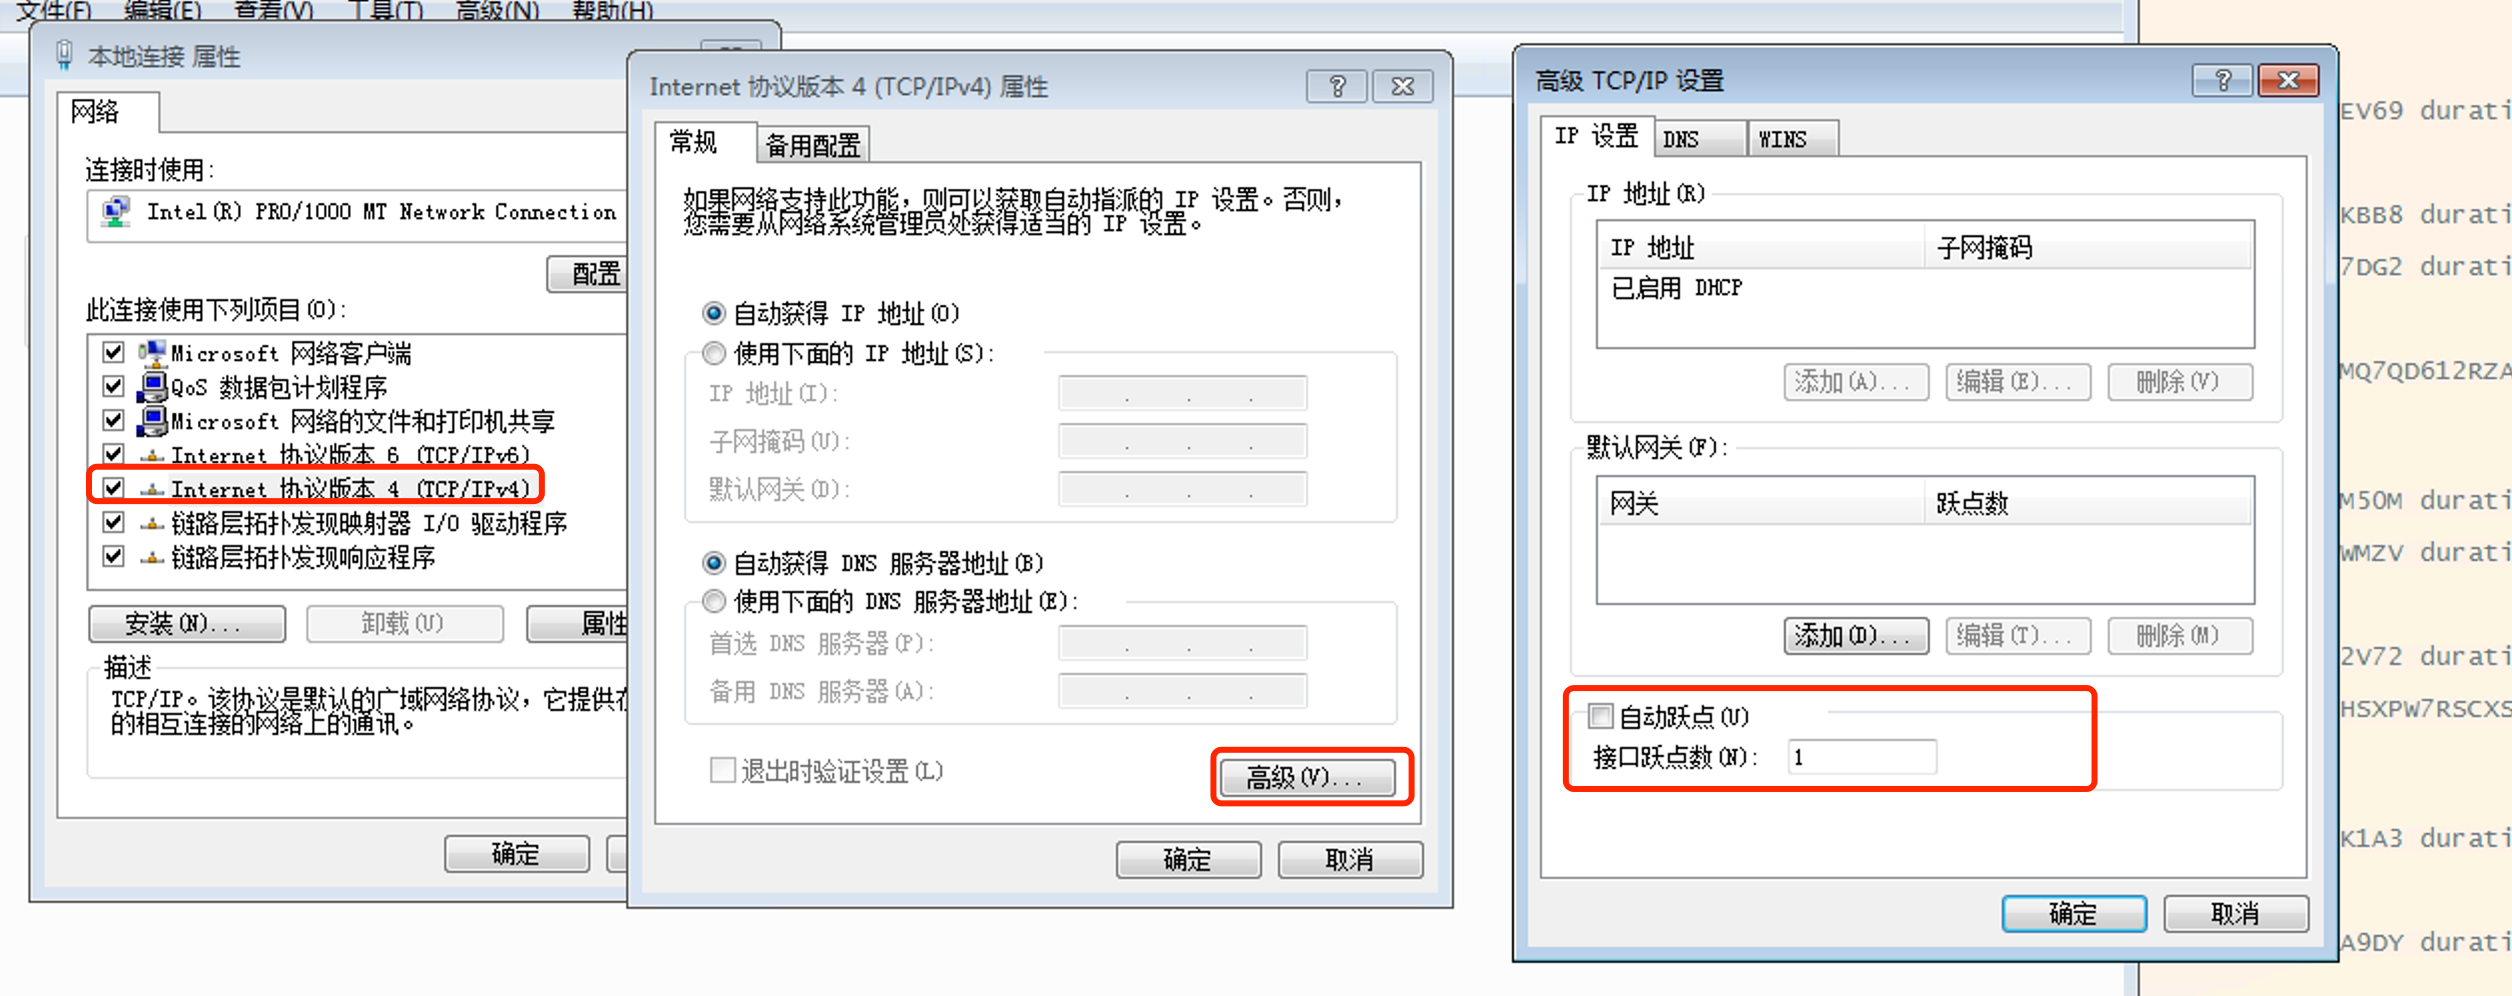 文件(F) 编辑(E) 查看(V) 工具(T) 高级(N) 帮助(H)
本地连接 属性
网络
连接时使用:
Intel(R) PRO/1000 MT Network Connection
配置
此连接使用下列项目(O):
Microsoft 网络客户端
QoS 数据包计划程序
Microsoft 网络的文件和打印机共享
Internet 协议版本 6 (TCP/IPv6)
Internet 协议版本 4 (TCP/IPv4)
链路层拓扑发现映射器 I/O 驱动程序
链路层拓扑发现响应程序
安装(N)...
卸载(U)
属性
描述
TCP/IP。该协议是默认的广域网络协议，它提供在
的相互连接的网络上的通讯。
确定
Internet 协议版本 4 (TCP/IPv4) 属性
常规
备用配置
如果网络支持此功能，则可以获取自动指派的 IP 设置。否则，
您需要从网络系统管理员处获得适当的 IP 设置。
自动获得 IP 地址(O)
使用下面的 IP 地址(S):
IP 地址(I):
子网掩码(U):
默认网关(D):
自动获得 DNS 服务器地址(B)
使用下面的 DNS 服务器地址(E):
首选 DNS 服务器(P):
备用 DNS 服务器(A):
退出时验证设置(L)
高级(V)...
确定
取消
高级 TCP/IP 设置
IP 设置
DNS
WINS
IP 地址(R)
IP 地址
子网掩码
已启用 DHCP
添加(A)...
编辑(E)...
删除(V)
默认网关(F):
网关
跃点数
添加(D)...
编辑(T)...
删除(M)
自动跃点(U)
接口跃点数(N):
1
确定
取消
EV69 durati
KBB8 durati
7DG2 durati
MQ7QD612RZA
M5OM durati
WMZV durati
2V72 durati
HSXPW7RSCXS
K1A3 durati
A9DY durati